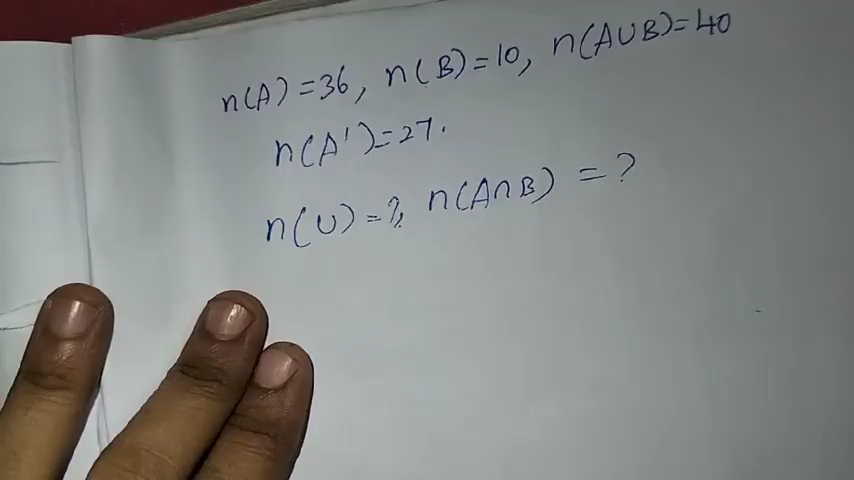 n(A) = 36, n(B) = 10, n(A∪B) = 40
n(A') = 27.
n(U) = ?, n(A∩B) = ?